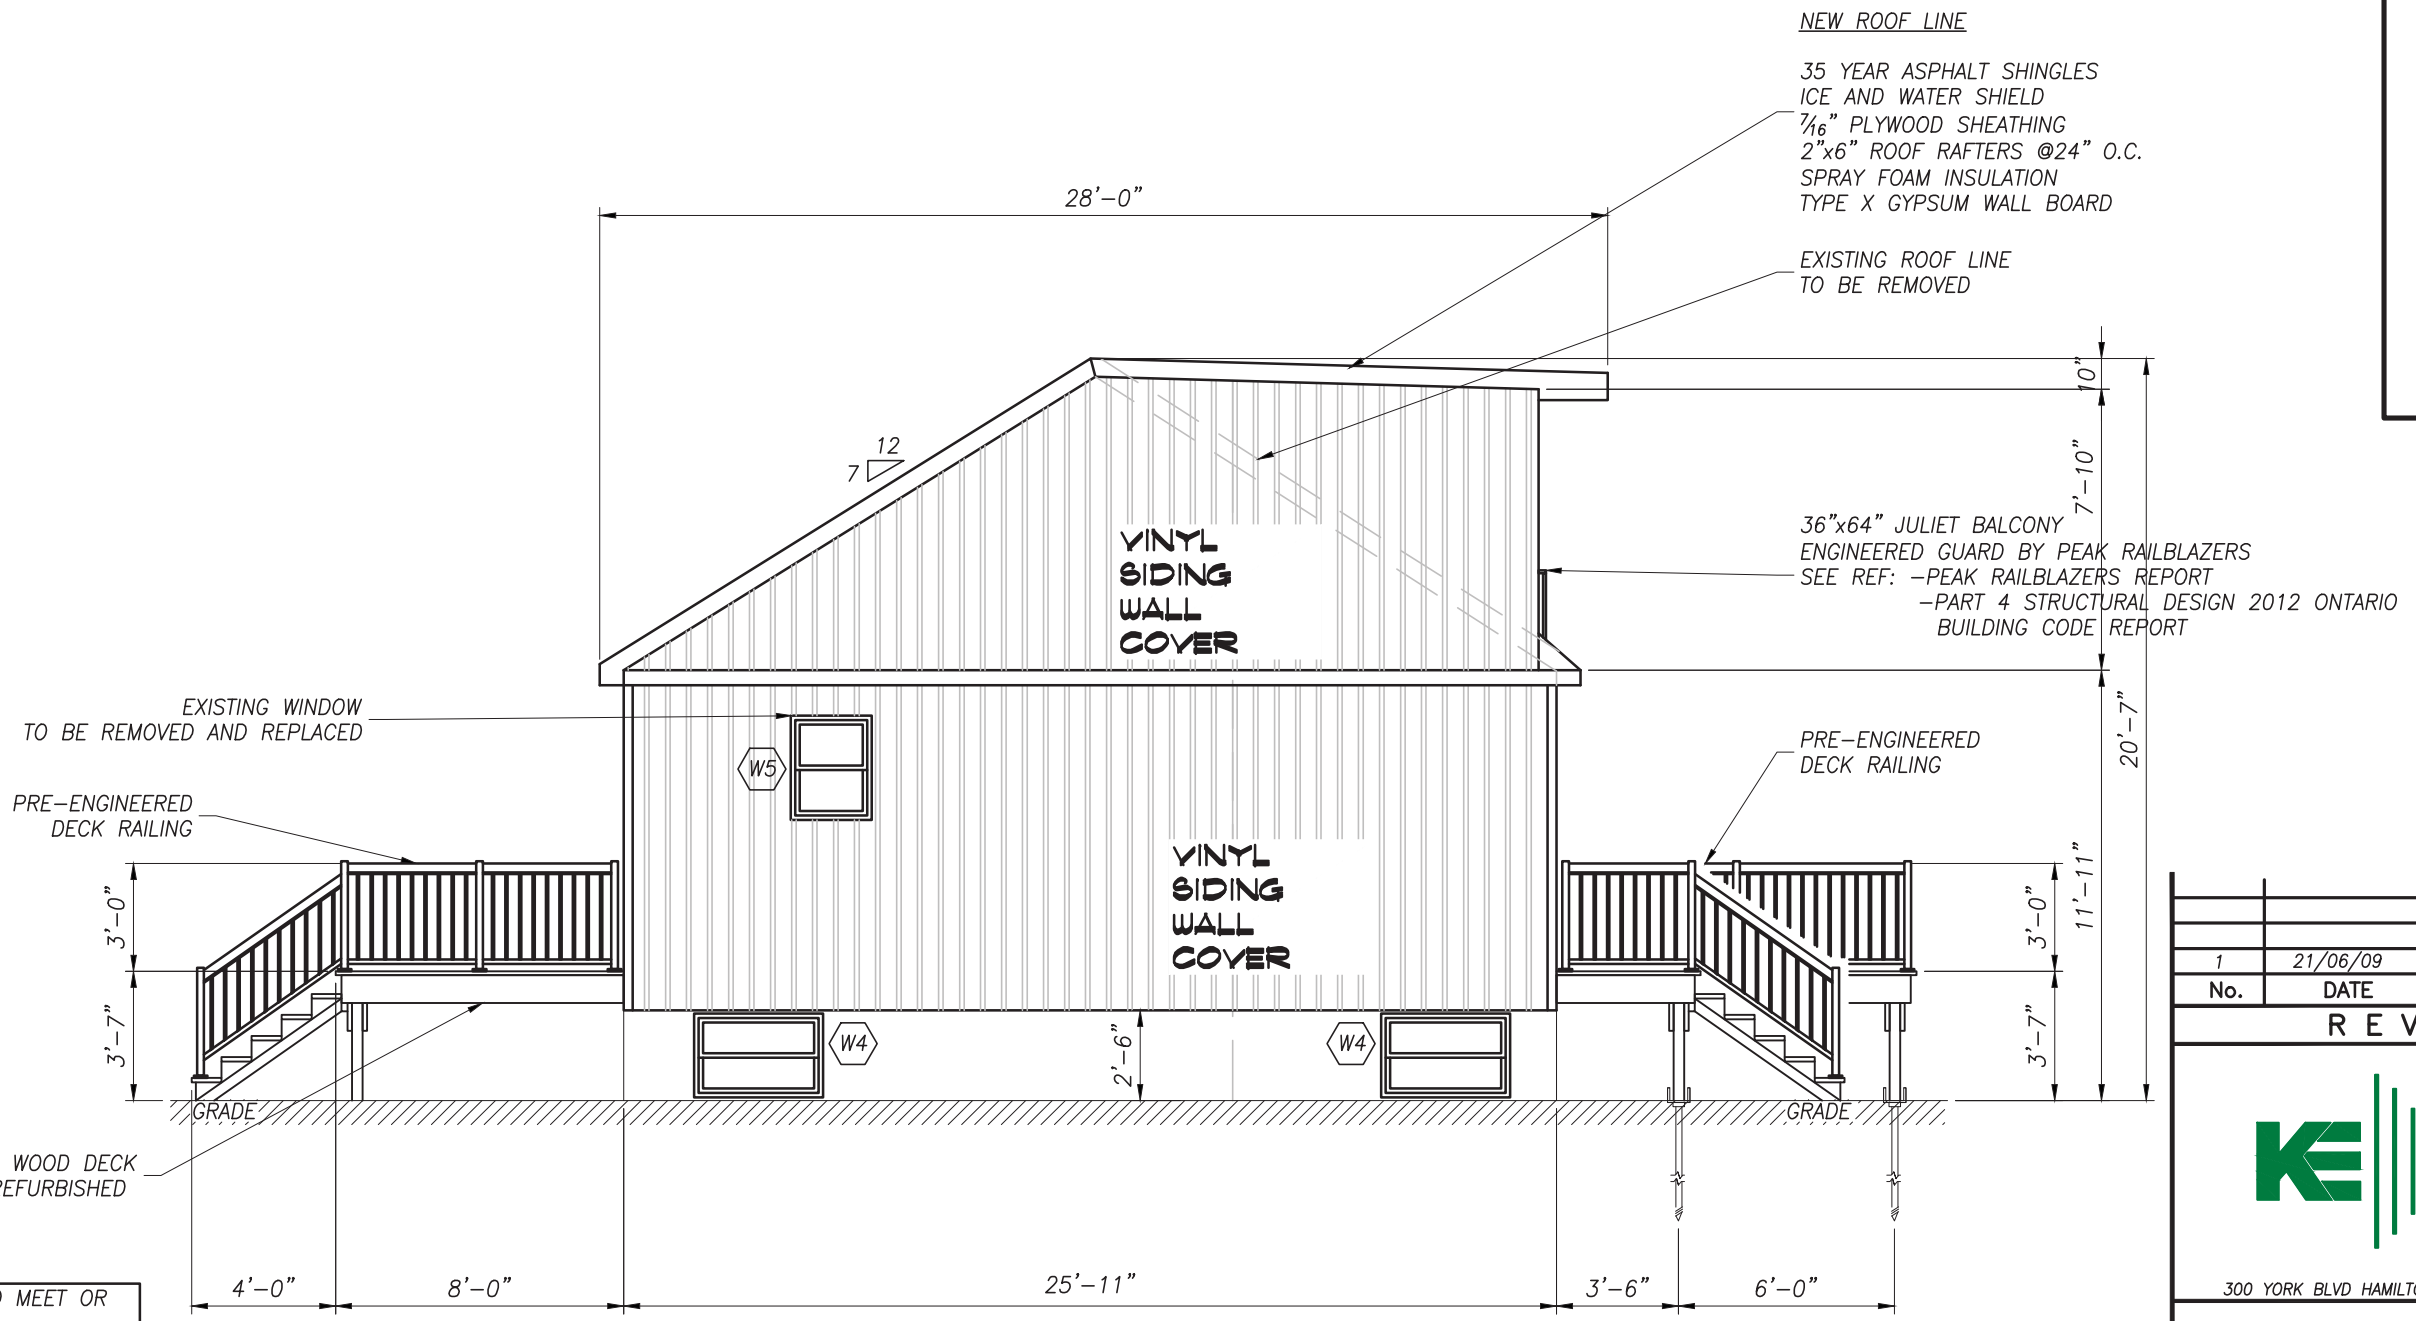 NEW ROOF LINE
35 YEAR ASPHALT SHINGLES
ICE AND WATER SHIELD
7/16" PLYWOOD SHEATHING
2"x6" ROOF RAFTERS @24" O.C.
SPRAY FOAM INSULATION
TYPE X GYPSUM WALL BOARD
28'-0"
EXISTING ROOF LINE
TO BE REMOVED
10"
12
7
7'-10"
36"x64" JULIET BALCONY
ENGINEERED GUARD BY PEAK RAILBLAZERS
SEE REF: -PEAK RAILBLAZERS REPORT
-PART 4 STRUCTURAL DESIGN 2012 ONTARIO
BUILDING CODE REPORT
VINYL
SIDING
WALL
COVER
EXISTING WINDOW
TO BE REMOVED AND REPLACED
W5
20'-7"
PRE-ENGINEERED
DECK RAILING
PRE-ENGINEERED
DECK RAILING
VINYL
SIDING
WALL
COVER
3'-0"
3'-7"
11'-11"
3'-0"
3'-7"
2'-6"
W4
W4
GRADE
GRADE
WOOD DECK
REFURBISHED
1 21/06/09
No. DATE
R E V
KE
300 YORK BLVD HAMILTO
MEET OR
4'-0" 8'-0" 25'-11" 3'-6" 6'-0"